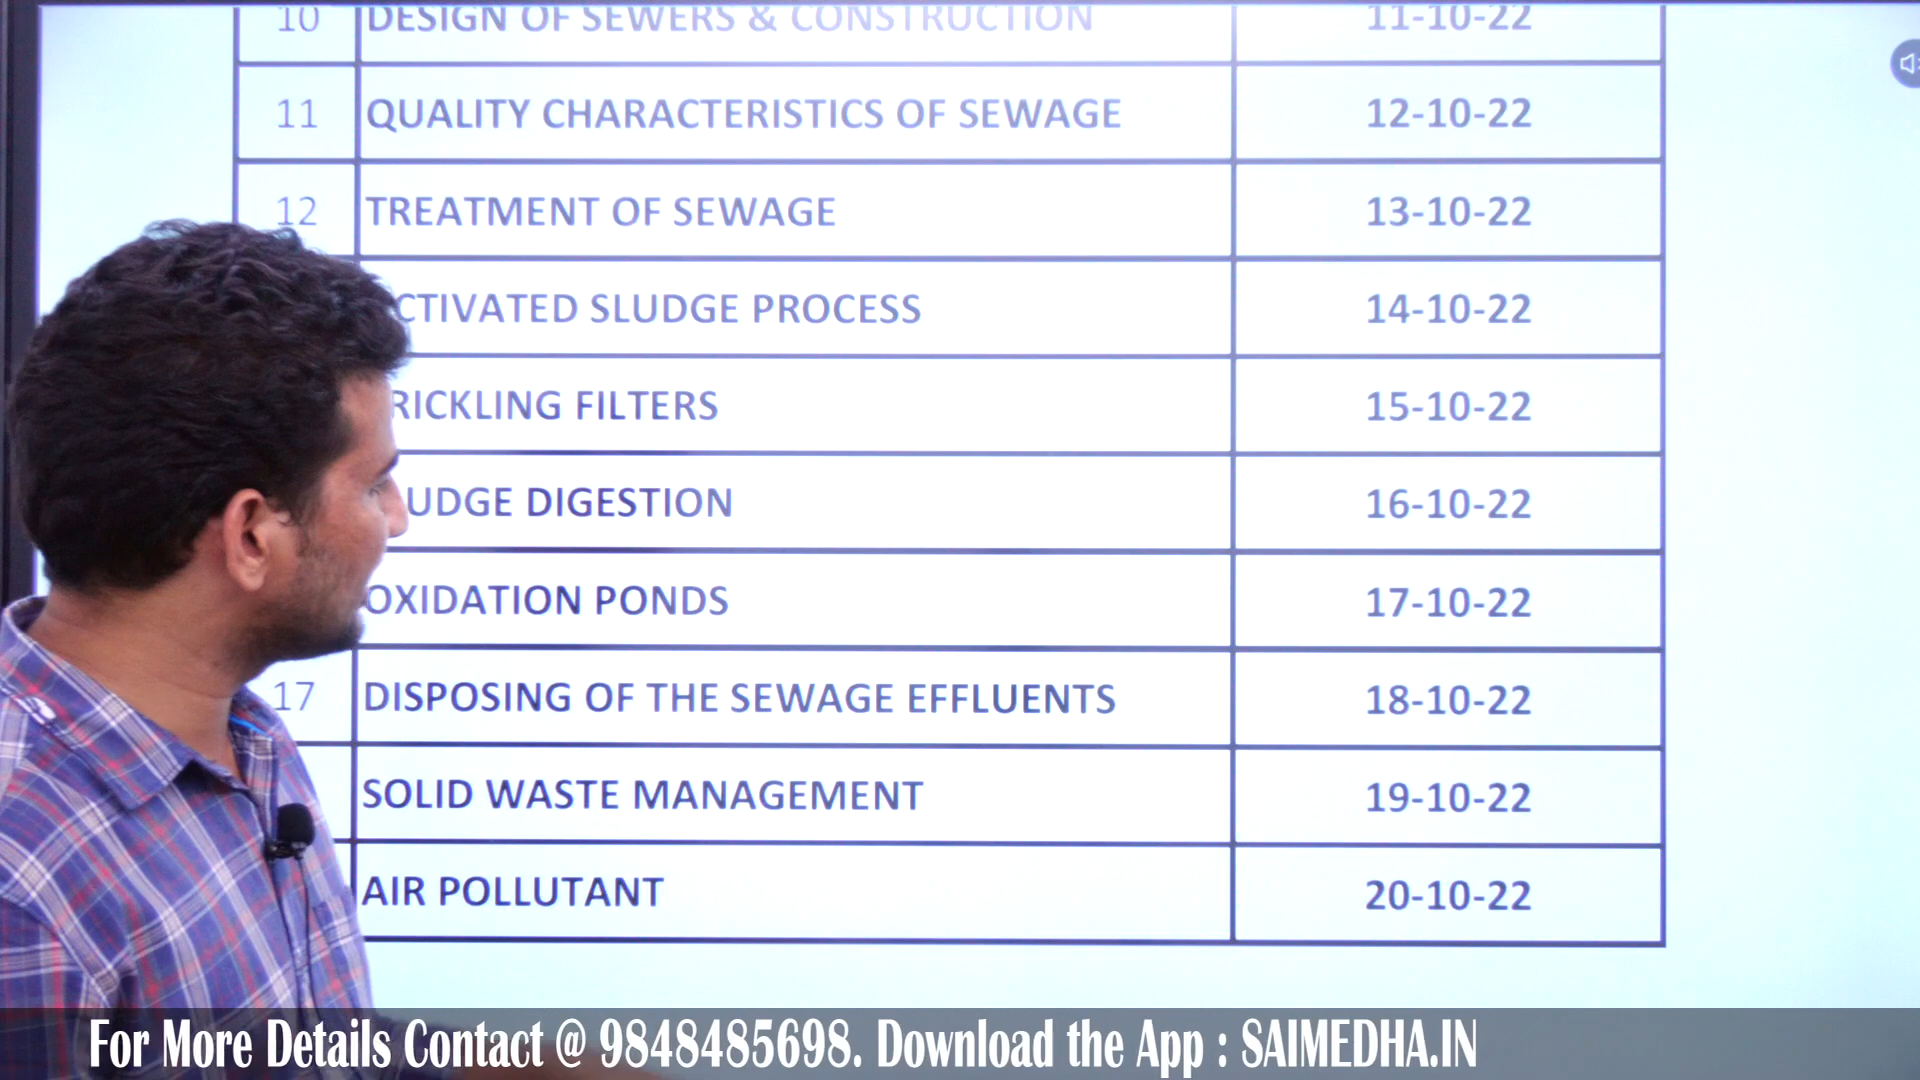 10 DESIGN OF SEWERS & CONSTRUCTION 11-10-22
11 QUALITY CHARACTERISTICS OF SEWAGE 12-10-22
12 TREATMENT OF SEWAGE 13-10-22
CTIVATED SLUDGE PROCESS 14-10-22
RICKLING FILTERS 15-10-22
UDGE DIGESTION 16-10-22
OXIDATION PONDS 17-10-22
17 DISPOSING OF THE SEWAGE EFFLUENTS 18-10-22
SOLID WASTE MANAGEMENT 19-10-22
AIR POLLUTANT 20-10-22
For More Details Contact @ 9848485698. Download the App : SAIMEDHA.IN